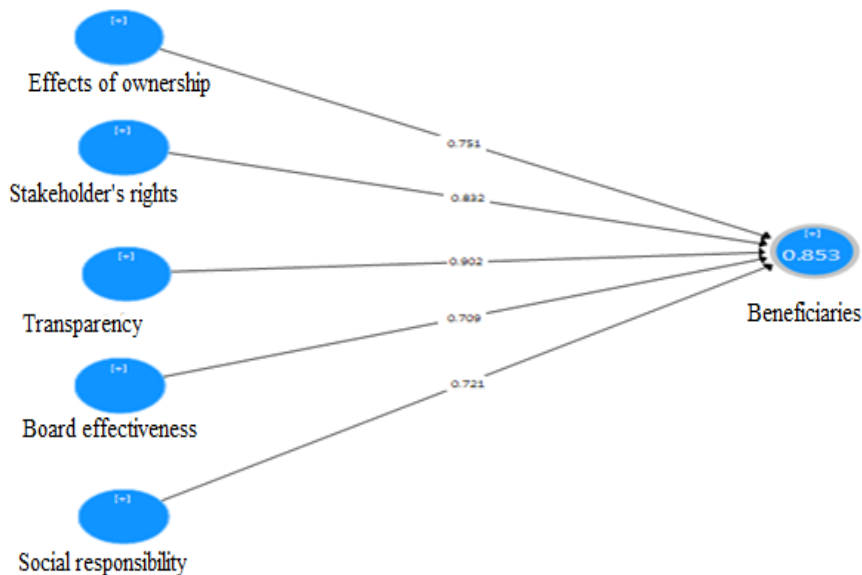 [+]
Effects of ownership
[+]
Stakeholder's rights
[+]
Transparency
[+]
Board effectiveness
[+]
Social responsibility
0.751
0.832
0.902
0.709
0.721
[+]
0.853
Beneficiaries